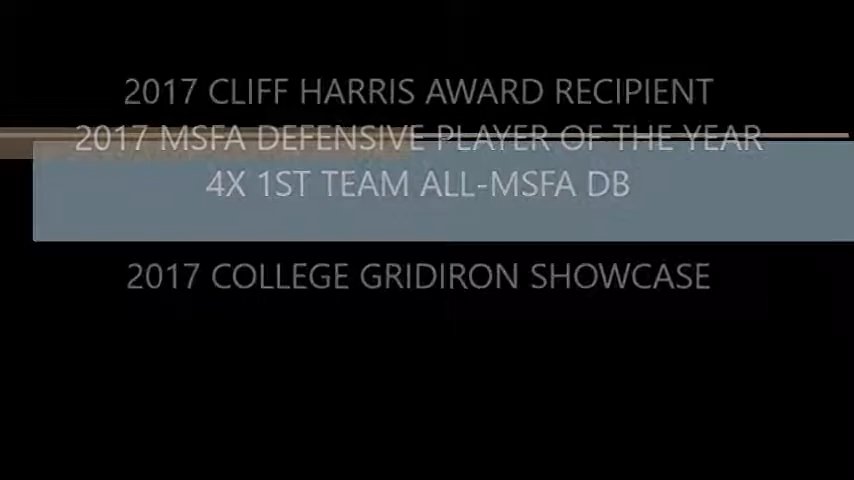 2017 CLIFF HARRIS AWARD RECIPIENT
2017 MSFA DEFENSIVE PLAYER OF THE YEAR
4X 1ST TEAM ALL-MSFA DB
2017 COLLEGE GRIDIRON SHOWCASE